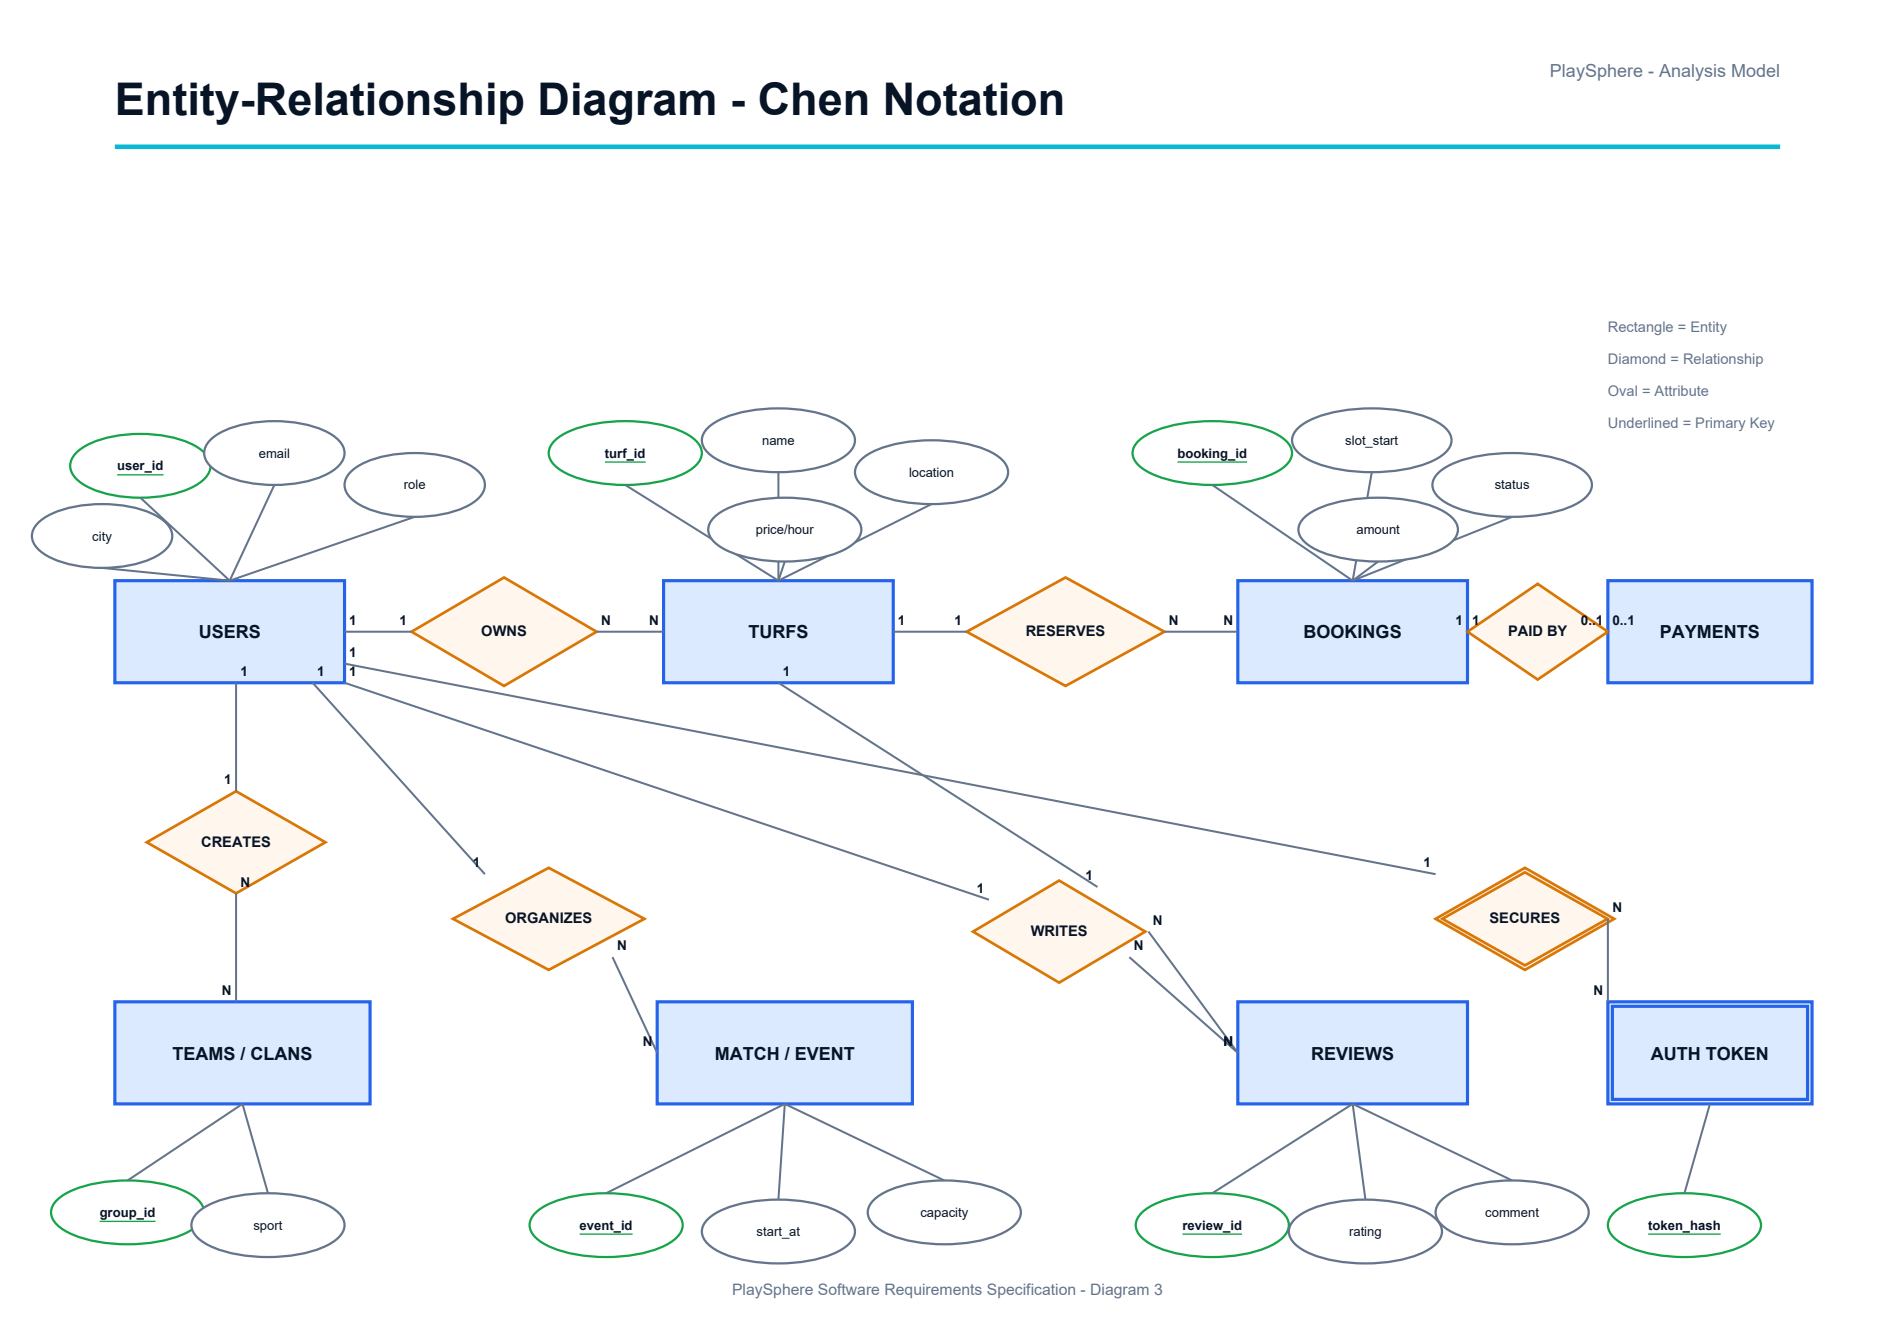 PlaySphere - Analysis Model
Entity-Relationship Diagram - Chen Notation
Rectangle = Entity
Diamond = Relationship
Oval = Attribute
Underlined = Primary Key
user_id
email
role
city
turf_id
name
location
price/hour
booking_id
slot_start
status
amount
USERS
1
1
OWNS
N
N
TURFS
1
1
RESERVES
N
N
BOOKINGS
1
1
PAID BY
0..1
0..1
PAYMENTS
1
1
1
1
1
1
CREATES
N
N
1
ORGANIZES
N
N
1
1
WRITES
N
N
N
1
SECURES
N
N
TEAMS / CLANS
MATCH / EVENT
REVIEWS
AUTH TOKEN
group_id
sport
event_id
start_at
capacity
review_id
rating
comment
token_hash
PlaySphere Software Requirements Specification - Diagram 3